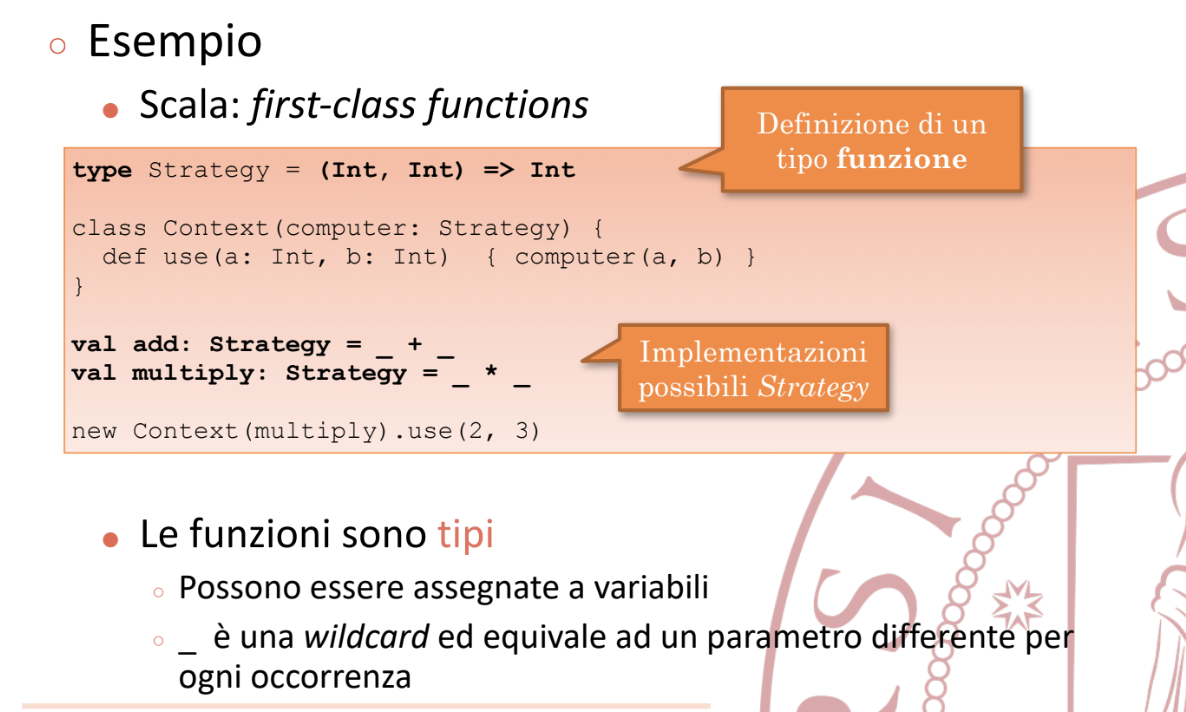 Esempio
Scala: first-class functions
Definizione di un
tipo funzione
type Strategy = (Int, Int) => Int
class Context(computer: Strategy) {
def use(a: Int, b: Int)  { computer(a, b) }
}
val add: Strategy = _ + _
val multiply: Strategy = _ * _
Implementazioni
possibili Strategy
new Context(multiply).use(2, 3)
Le funzioni sono tipi
Possono essere assegnate a variabili
_ è una wildcard ed equivale ad un parametro differente per
ogni occorrenza